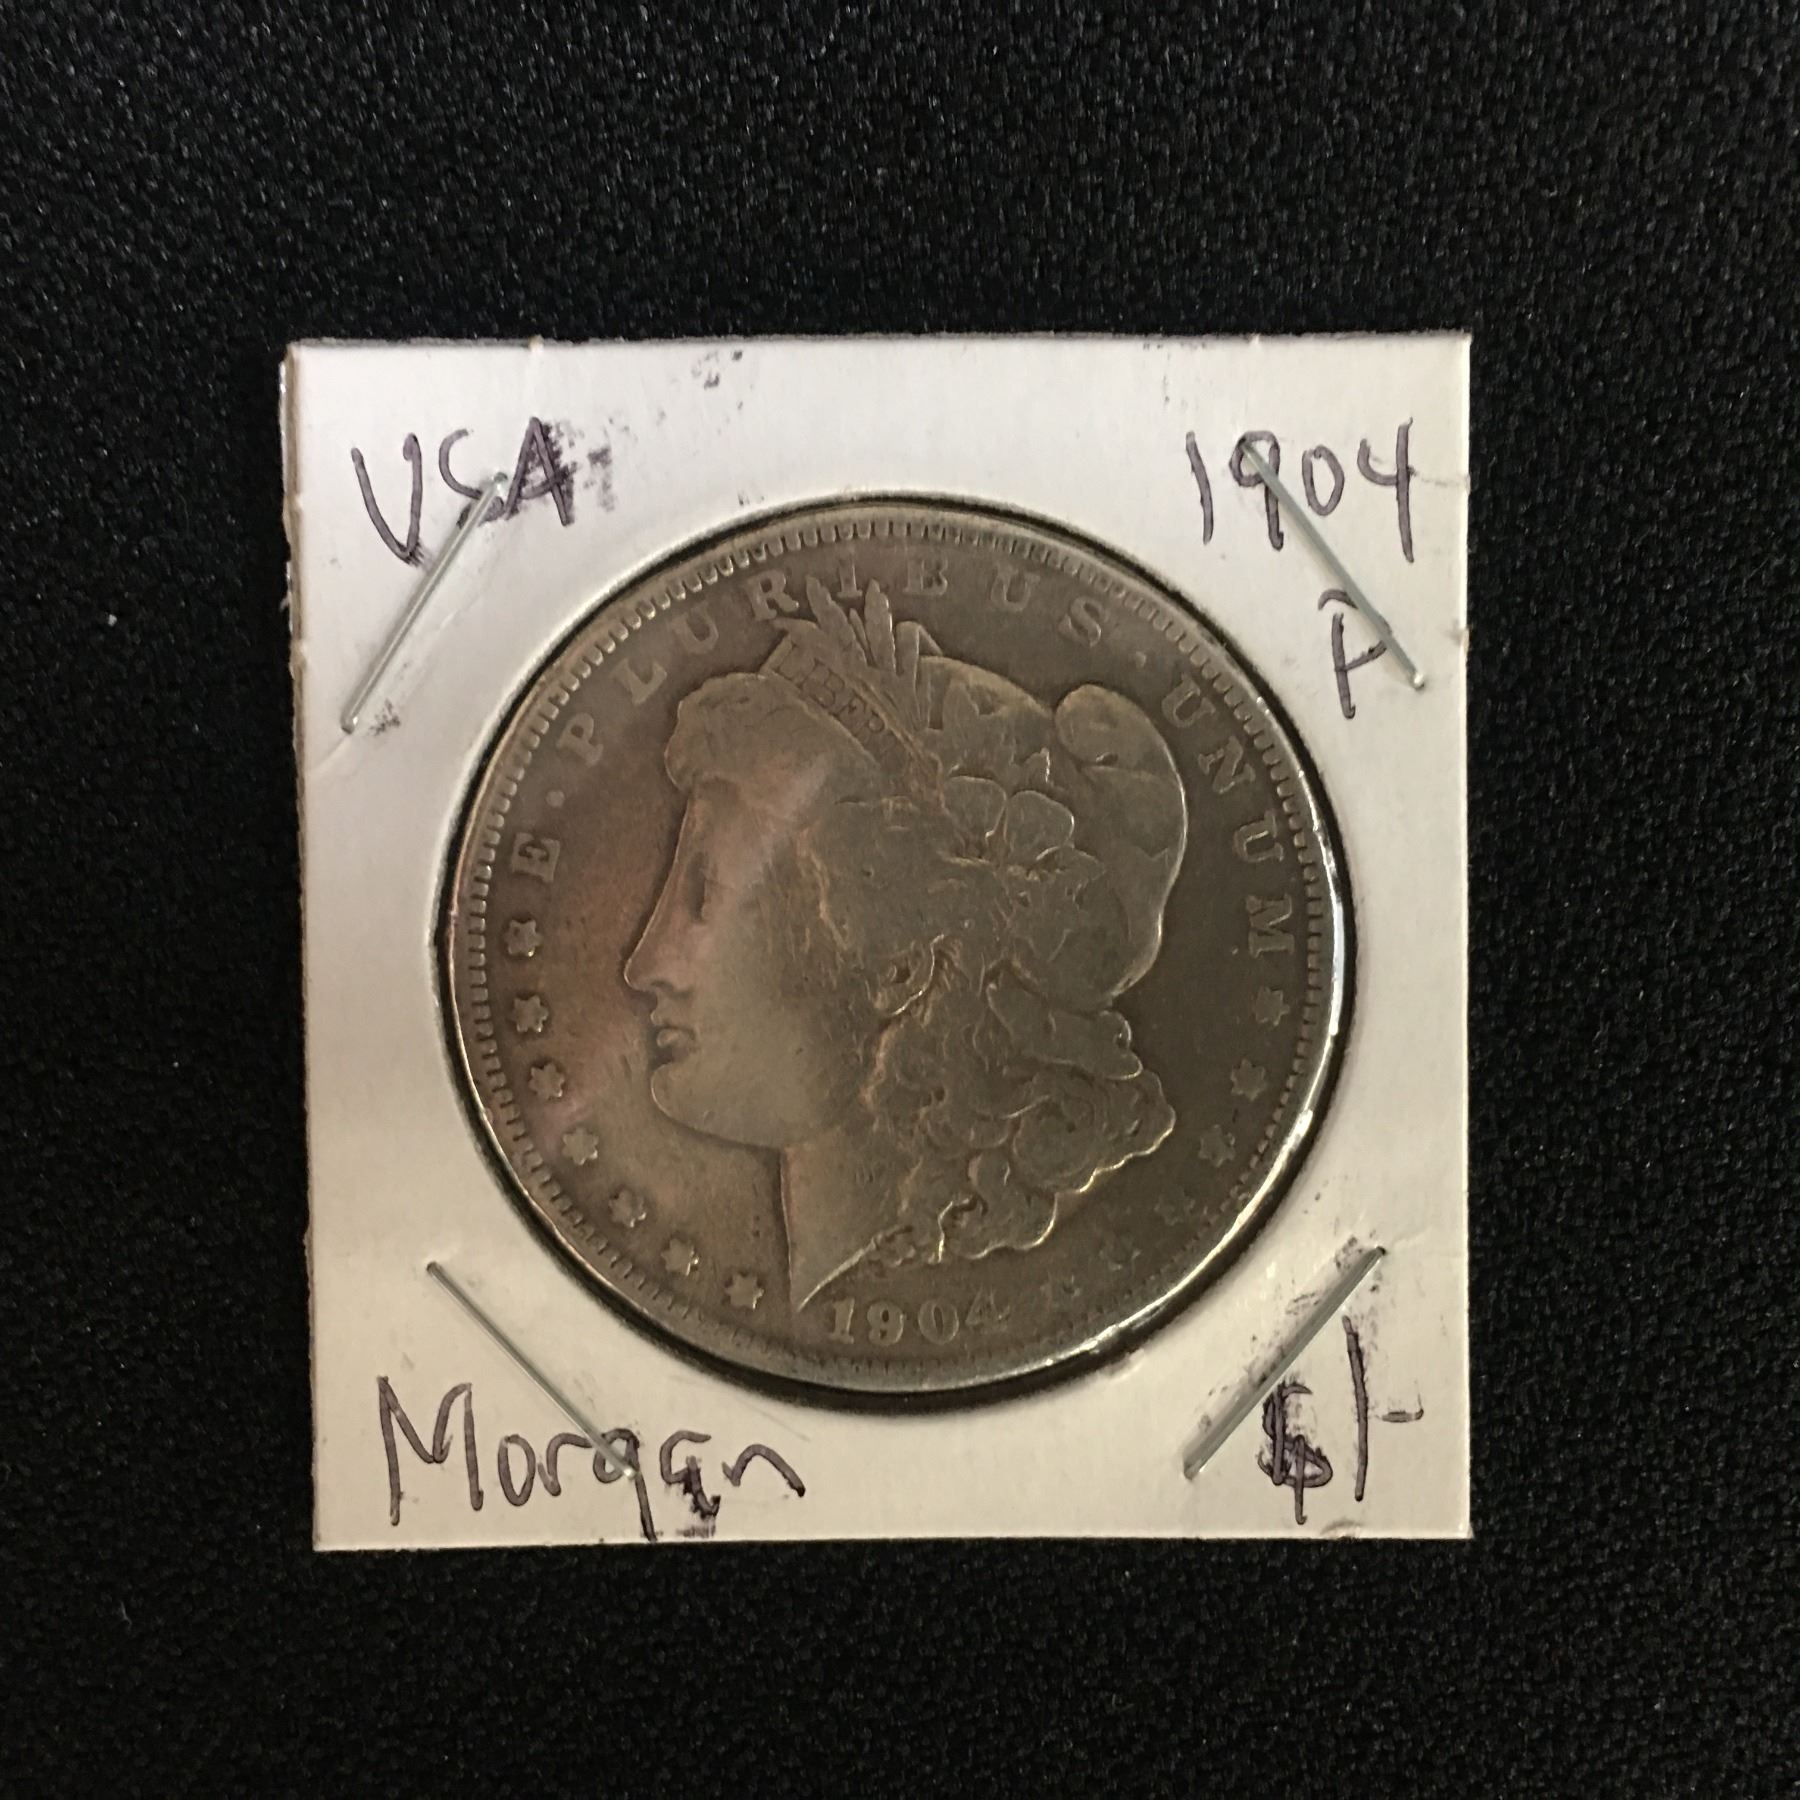 USA
1904
P
E · PLURIBUS · UNUM
LIBERTY
1904
Morgan
$1-